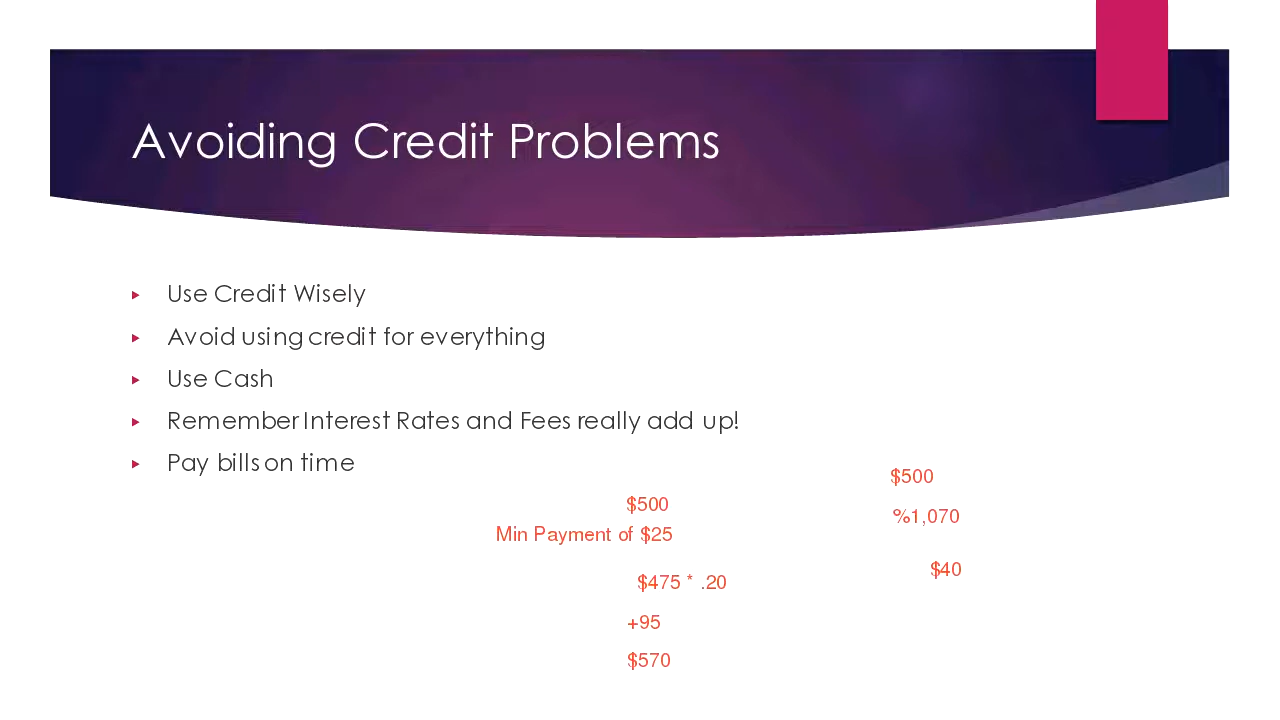 Avoiding Credit Problems
Use Credit Wisely
Avoid using credit for everything
Use Cash
Remember Interest Rates and Fees really add up!
Pay bills on time
$500
Min Payment of $25
$475 * .20
+95
$570
$500
%1,070
$40